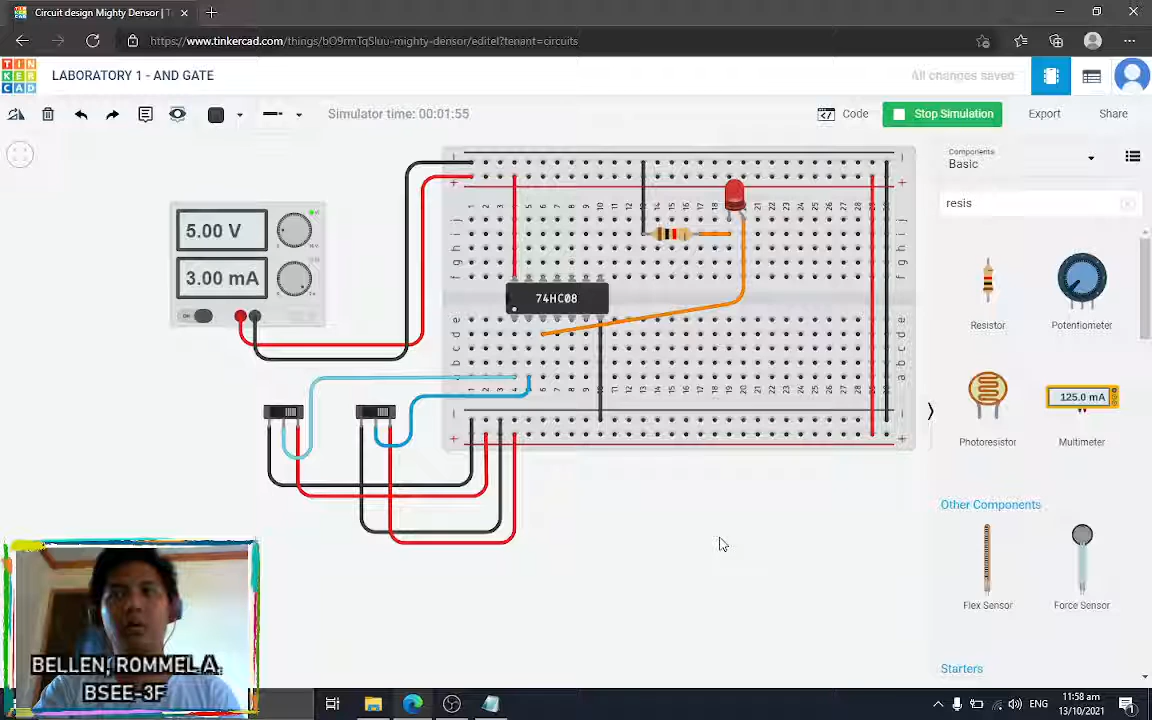 Circuit design Mighty Densor | T
https://www.tinkercad.com/things/bO9rmTqSluu-mighty-densor/editel?tenant=circuits
TIN
KER
CAD
LABORATORY 1 - AND GATE
All changes saved
Simulator time: 00:01:55
Code
Stop Simulation
Export
Share
Components
Basic
resis
5.00 V
3.00 mA
74HC08
Resistor
Potentiometer
125.0 mA
Photoresistor
Multimeter
Other Components
Flex Sensor
Force Sensor
Starters
BELLEN, ROMMEL A.
BSEE-3F
ENG
11:58 am
13/10/2021